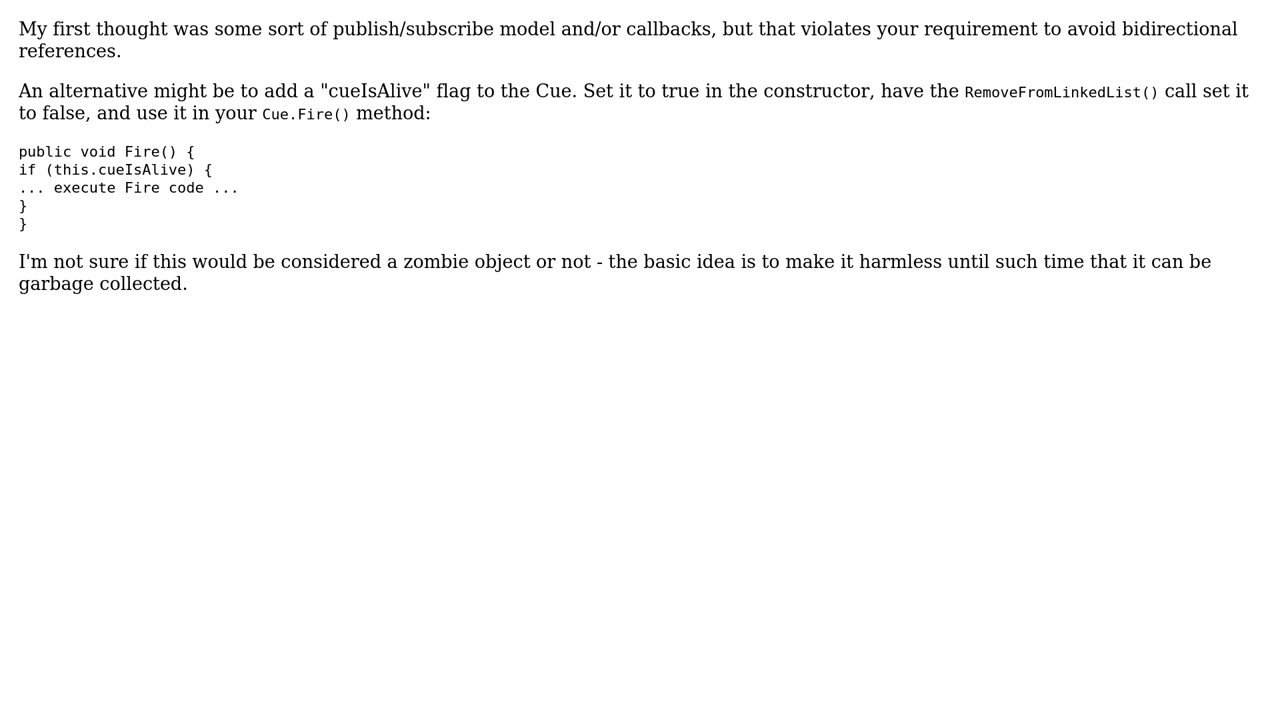 My first thought was some sort of publish/subscribe model and/or callbacks, but that violates your requirement to avoid bidirectional
references.
An alternative might be to add a "cueIsAlive" flag to the Cue. Set it to true in the constructor, have the RemoveFromLinkedList() call set it
to false, and use it in your Cue.Fire() method:
public void Fire() {
if (this.cueIsAlive) {
... execute Fire code ...
}
}
I'm not sure if this would be considered a zombie object or not - the basic idea is to make it harmless until such time that it can be
garbage collected.